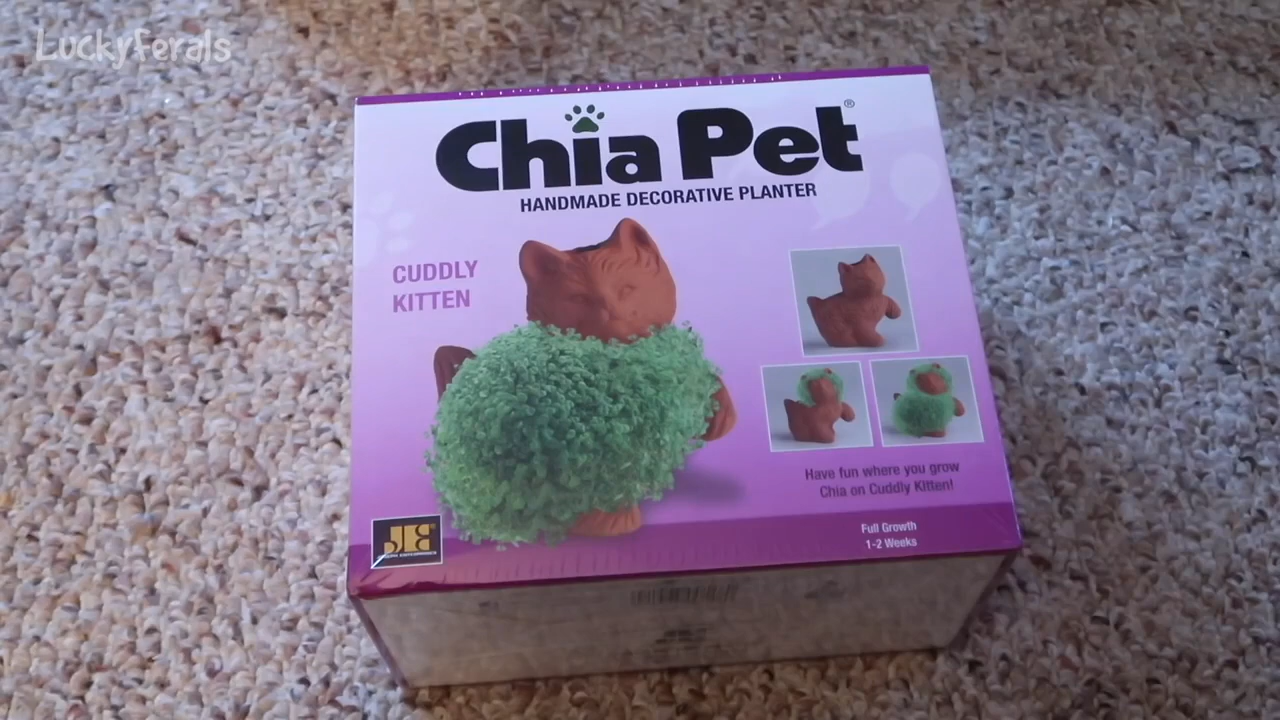 LuckyFerals
Chia Pet®
HANDMADE DECORATIVE PLANTER
CUDDLY
KITTEN
Have fun where you grow
Chia on Cuddly Kitten!
JEB
Full Growth
1-2 Weeks